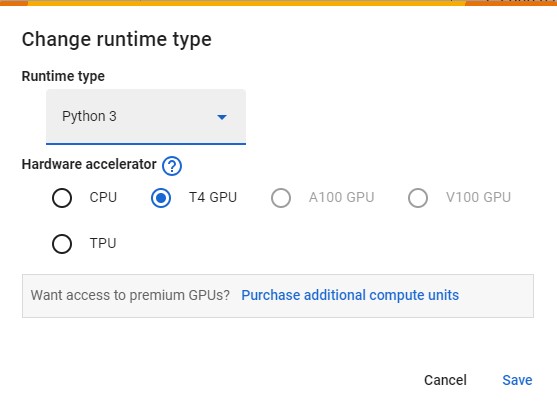 Change runtime type
Runtime type
Python 3
Hardware accelerator ?
CPU T4 GPU A100 GPU V100 GPU
TPU
Want access to premium GPUs? Purchase additional compute units
Cancel Save